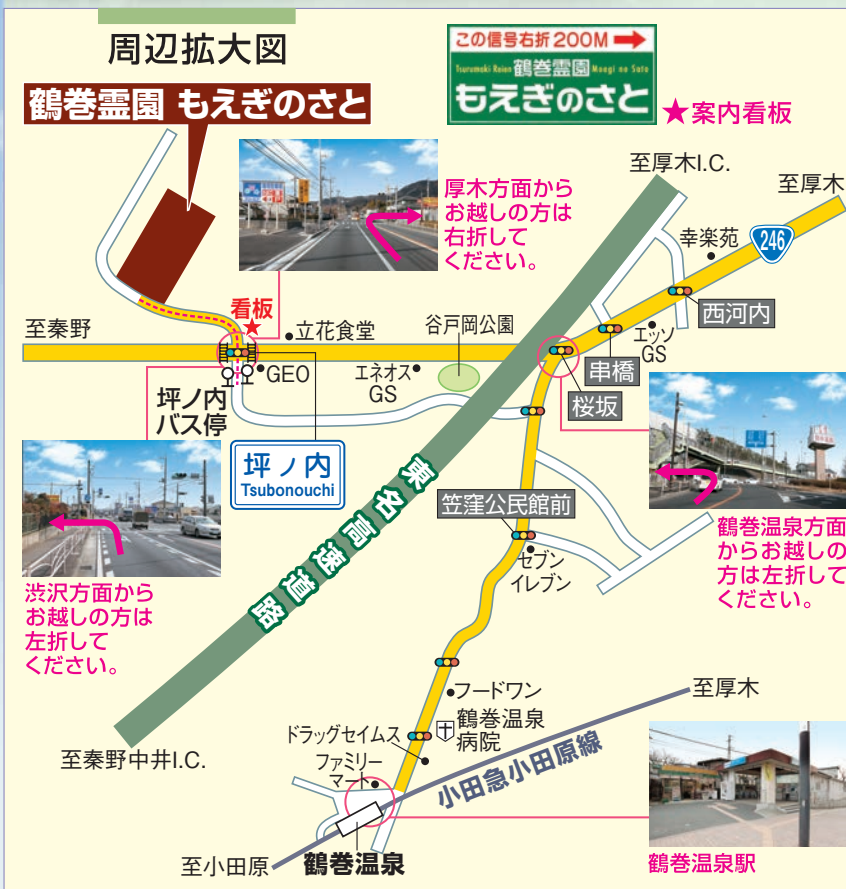 周辺拡大図
鶴巻霊園 もえぎのさと
この信号右折200M
Tsurumaki Reien 鶴巻霊園 Moegi no Sato
もえぎのさと
★案内看板
至厚木I.C.
至厚木
厚木方面から
お越しの方は
右折して
ください。
幸楽苑
246
西河内
エッソ
GS
串橋
桜坂
看板
★
至秦野
立花食堂
谷戸岡公園
GEO
エネオス
GS
坪ノ内
バス停
坪ノ内
Tsubonouchi
東名高速道路
笠窪公民館前
セブン
イレブン
鶴巻温泉方面
からお越しの
方は左折して
ください。
渋沢方面から
お越しの方は
左折して
ください。
フードワン
至厚木
鶴巻温泉
病院
ドラッグセイムス
ファミリー
マート
小田急小田原線
至秦野中井I.C.
至小田原
鶴巻温泉
鶴巻温泉駅